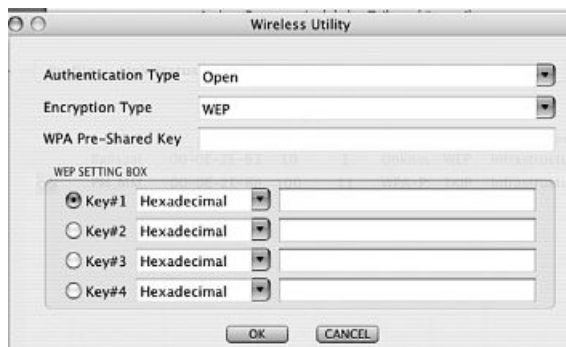 Wireless Utility
Authentication Type Open
Encryption Type WEP
WPA Pre-Shared Key
WEP SETTING BOX
Key#1 Hexadecimal
Key#2 Hexadecimal
Key#3 Hexadecimal
Key#4 Hexadecimal
OK CANCEL